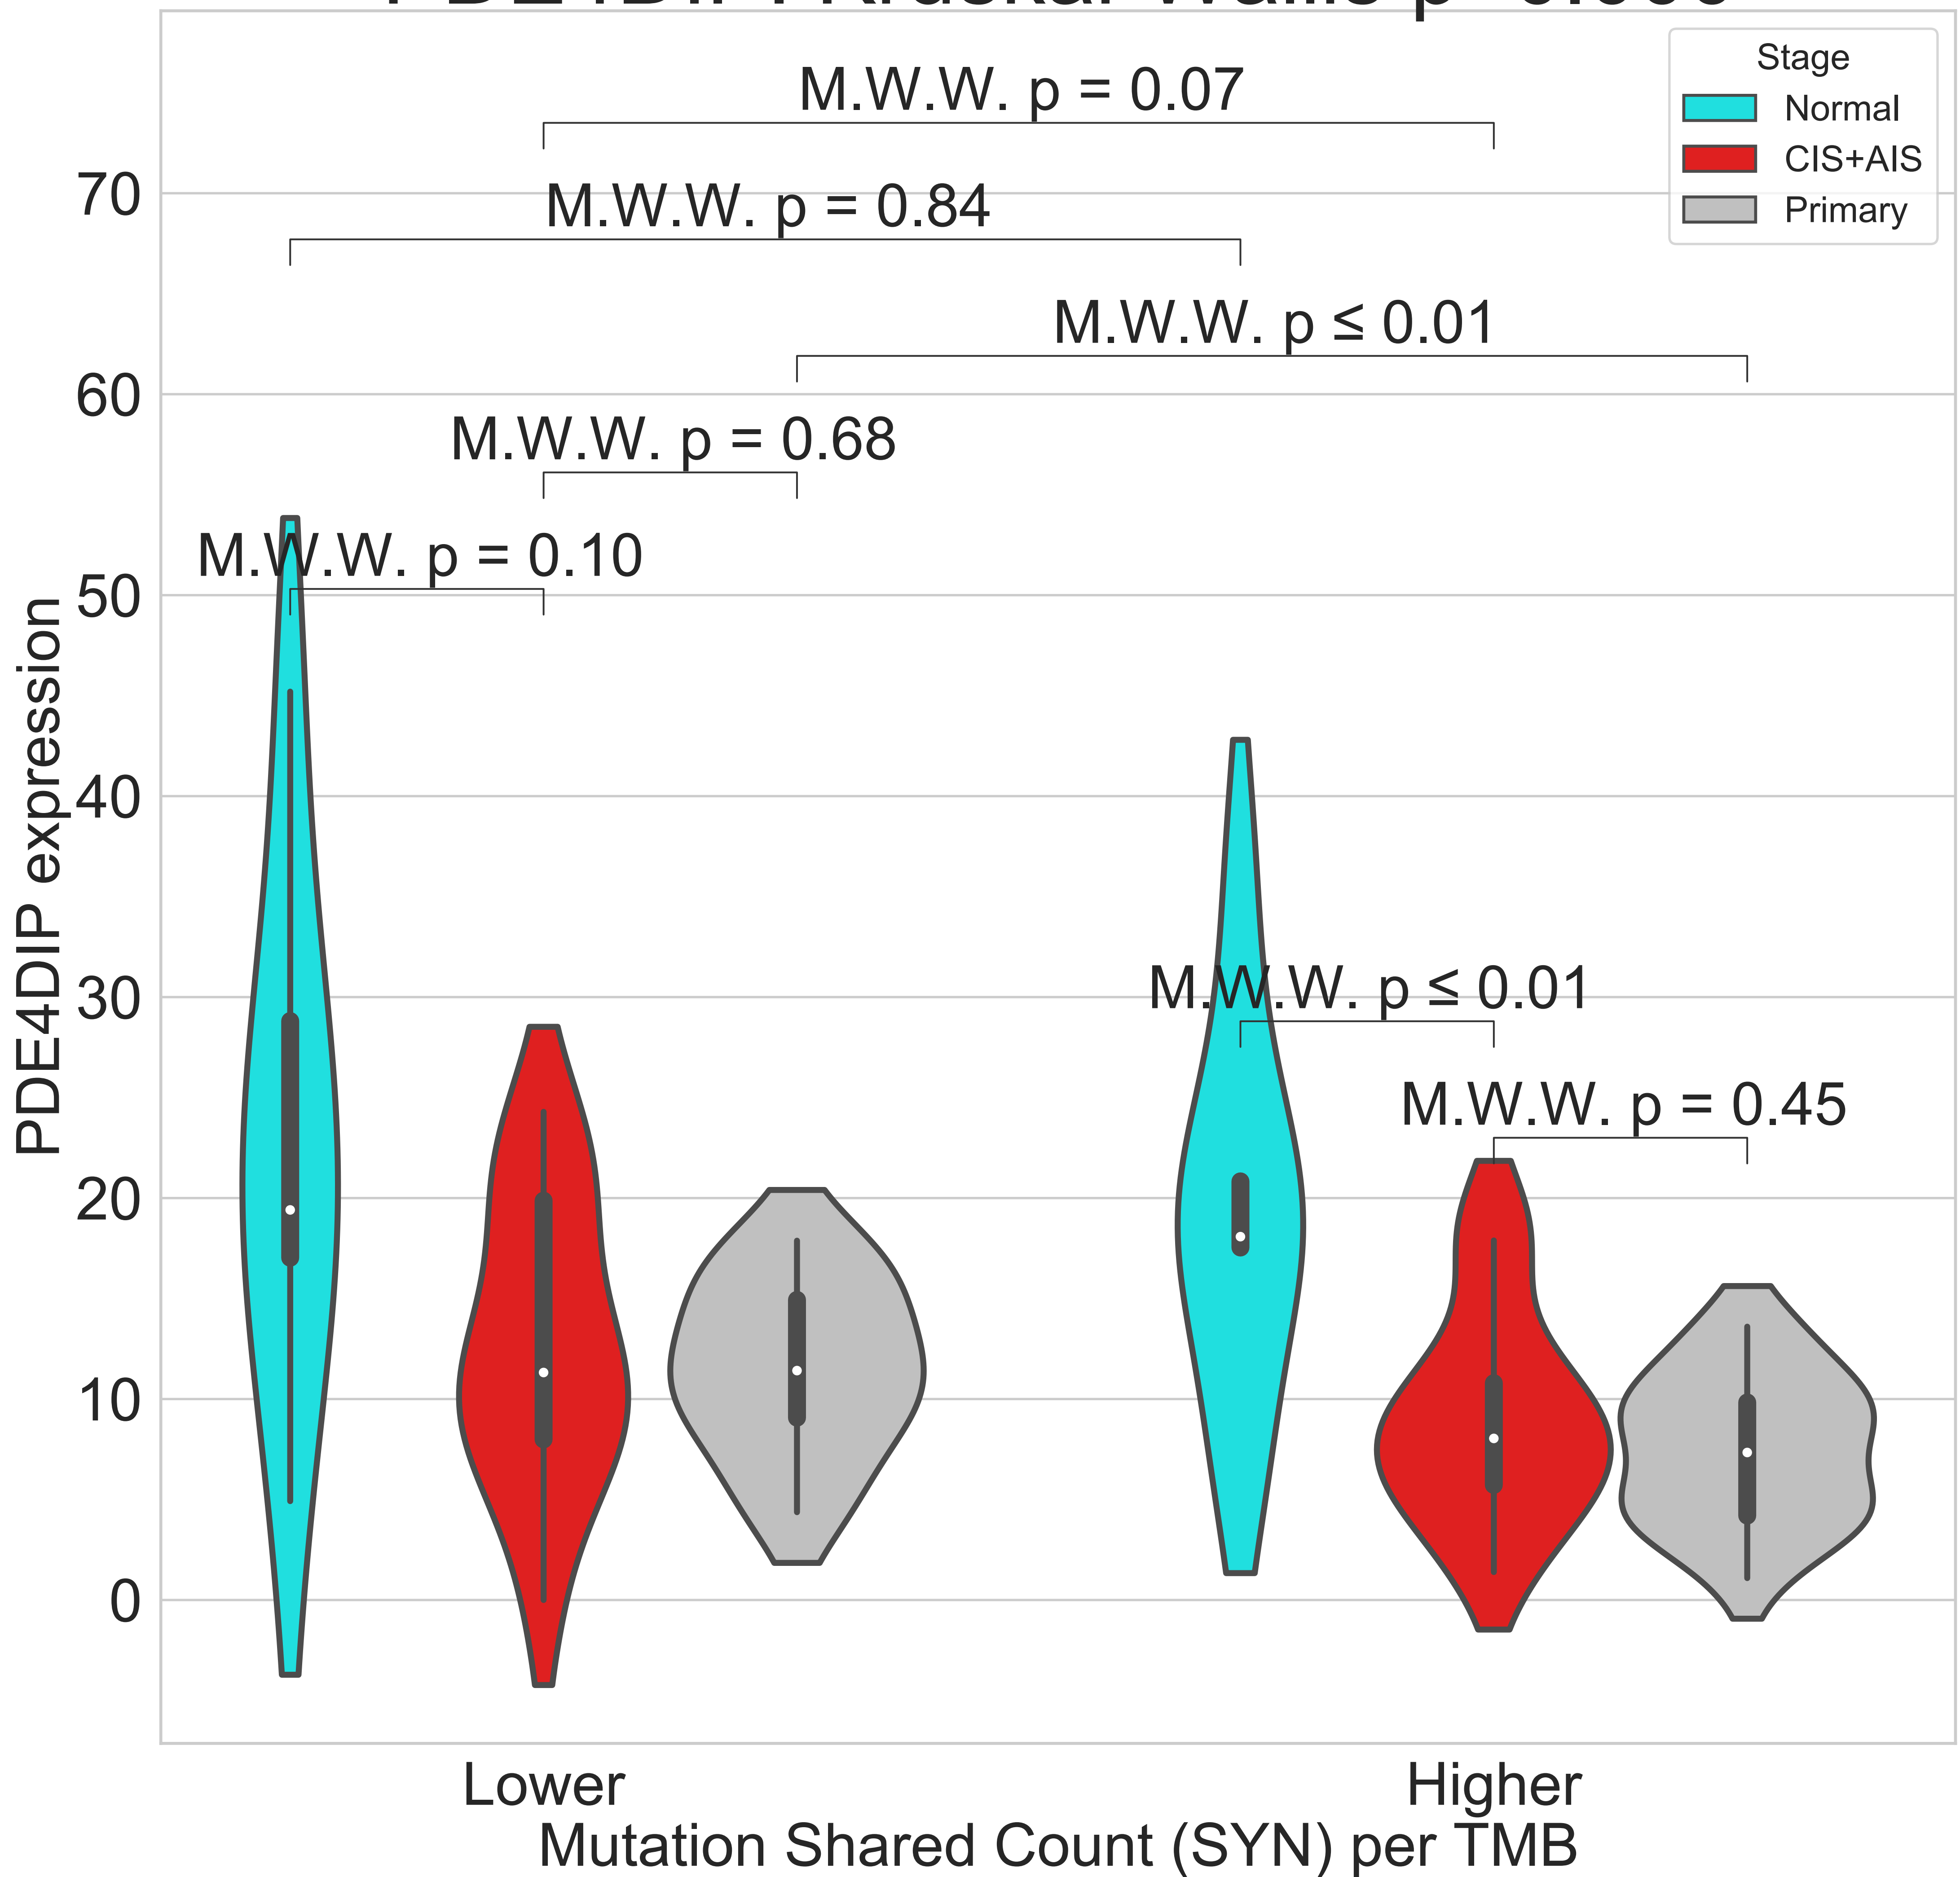 Stage
Normal
CIS+AIS
Primary
M.W.W. p = 0.07
M.W.W. p = 0.84
M.W.W. p ≤ 0.01
M.W.W. p = 0.68
M.W.W. p = 0.10
M.W.W. p ≤ 0.01
M.W.W. p = 0.45
70
60
50
40
30
20
10
0
PDE4DIP expression
Lower
Higher
Mutation Shared Count (SYN) per TMB